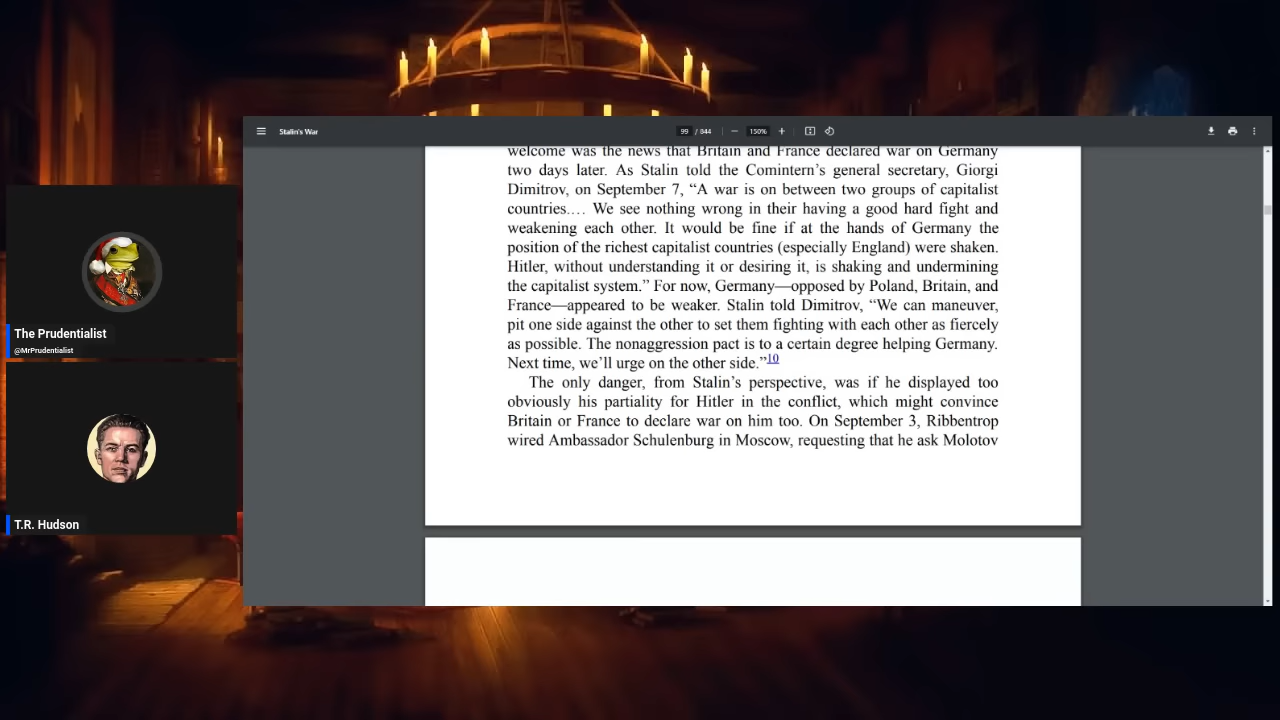 Stalin's War
99 / 844
150%
welcome was the news that Britain and France declared war on Germany
two days later. As Stalin told the Comintern's general secretary, Giorgi
Dimitrov, on September 7, “A war is on between two groups of capitalist
countries.… We see nothing wrong in their having a good hard fight and
weakening each other. It would be fine if at the hands of Germany the
position of the richest capitalist countries (especially England) were shaken.
Hitler, without understanding it or desiring it, is shaking and undermining
the capitalist system.” For now, Germany—opposed by Poland, Britain, and
France—appeared to be weaker. Stalin told Dimitrov, “We can maneuver,
pit one side against the other to set them fighting with each other as fiercely
as possible. The nonaggression pact is to a certain degree helping Germany.
Next time, we'll urge on the other side.”10
The only danger, from Stalin's perspective, was if he displayed too
obviously his partiality for Hitler in the conflict, which might convince
Britain or France to declare war on him too. On September 3, Ribbentrop
wired Ambassador Schulenburg in Moscow, requesting that he ask Molotov
The Prudentialist
@MrPrudentialist
T.R. Hudson